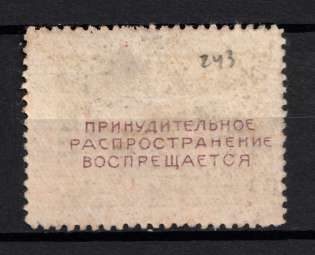 243
ПРИНУДИТЕЛЬНОЕ
РАСПРОСТРАНЕНИЕ
ВОСПРЕЩАЕТСЯ